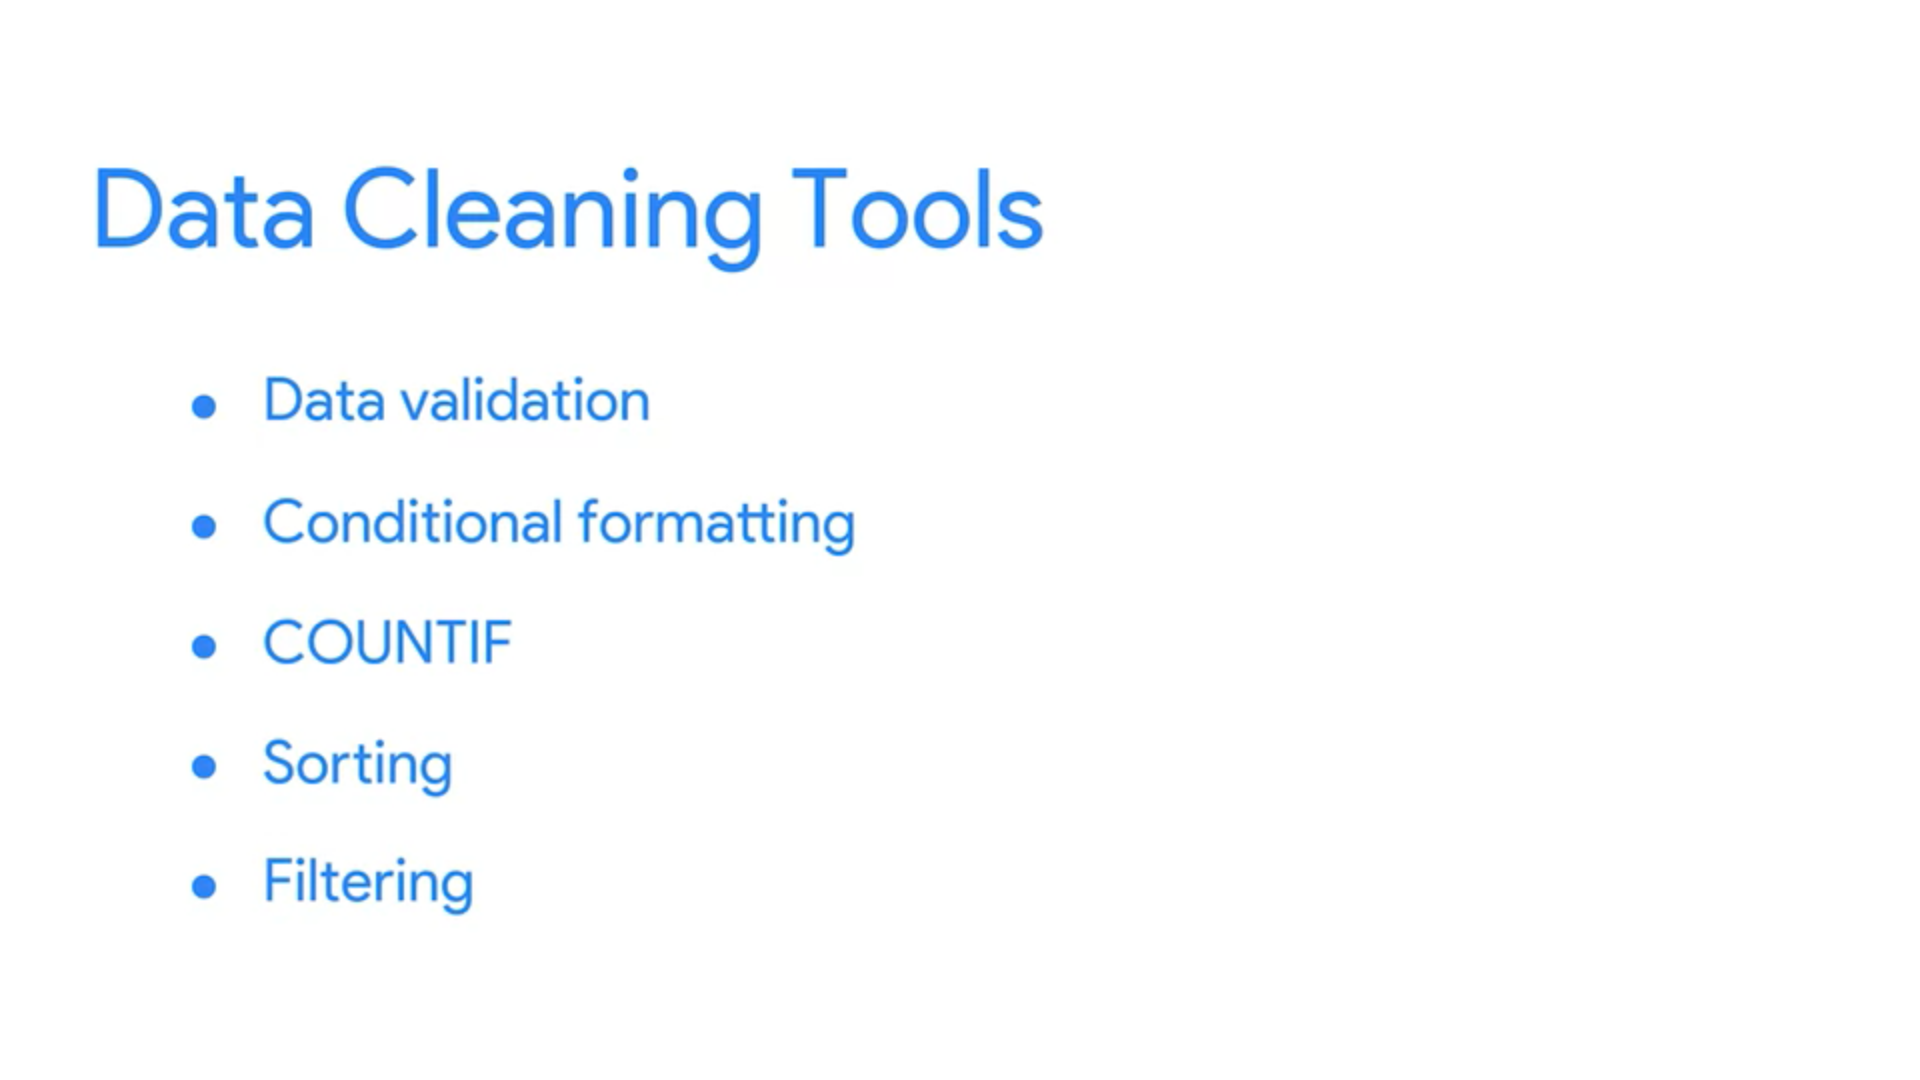 Data Cleaning Tools
● Data validation
● Conditional formatting
● COUNTIF
● Sorting
● Filtering